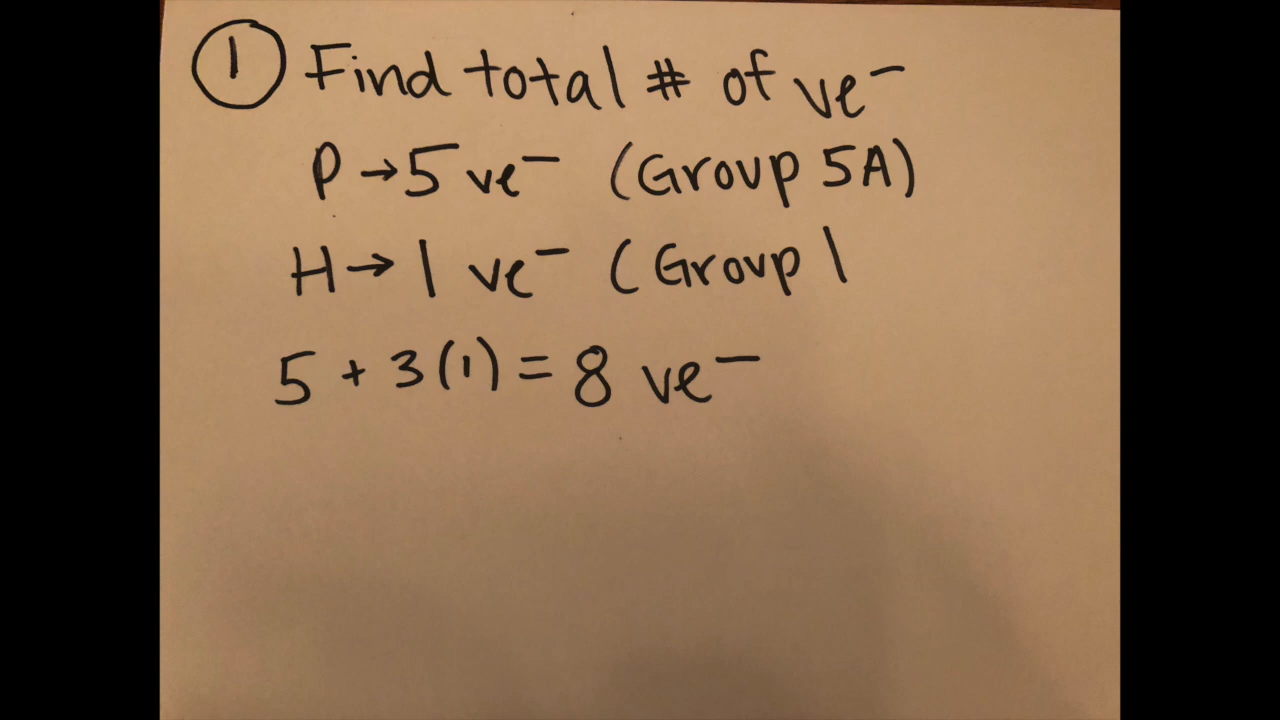 ① Find total # of ve⁻
P → 5 ve⁻ (Group 5A)
H → 1 ve⁻ (Group 1
5 + 3(1) = 8 ve⁻